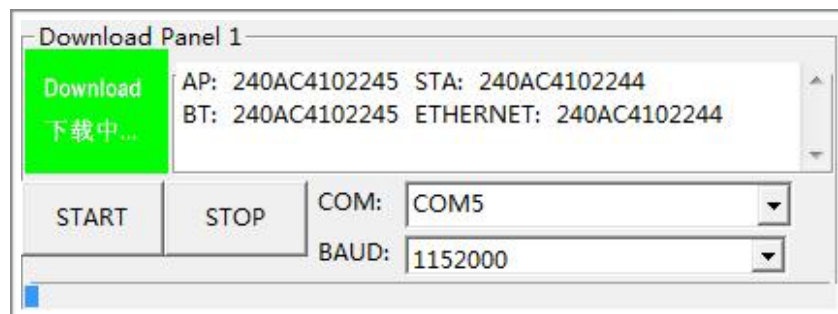 Download Panel 1
Download
下载中...
AP: 240AC4102245 STA: 240AC4102244
BT: 240AC4102245 ETHERNET: 240AC4102244
START
STOP
COM: COM5
BAUD: 1152000